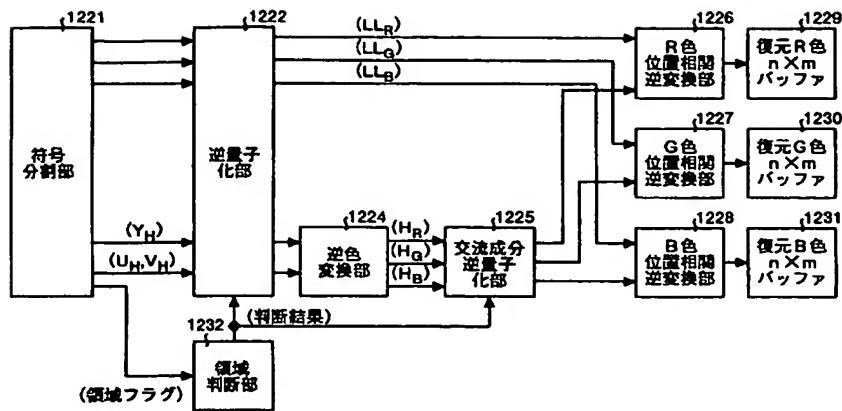 1221
符号
分割部
1222
逆量子
化部
(LL_R)
(LL_G)
(LL_B)
(Y_H)
(U_H,V_H)
1224
逆色
変換部
(H_R)
(H_G)
(H_B)
1225
交流成分
逆量子
化部
1226
R色
位置相関
逆変換部
1229
復元R色
n×m
バッファ
1227
G色
位置相関
逆変換部
1230
復元G色
n×m
バッファ
1228
B色
位置相関
逆変換部
1231
復元B色
n×m
バッファ
1232
領域
判断部
(判断結果)
(領域フラグ)